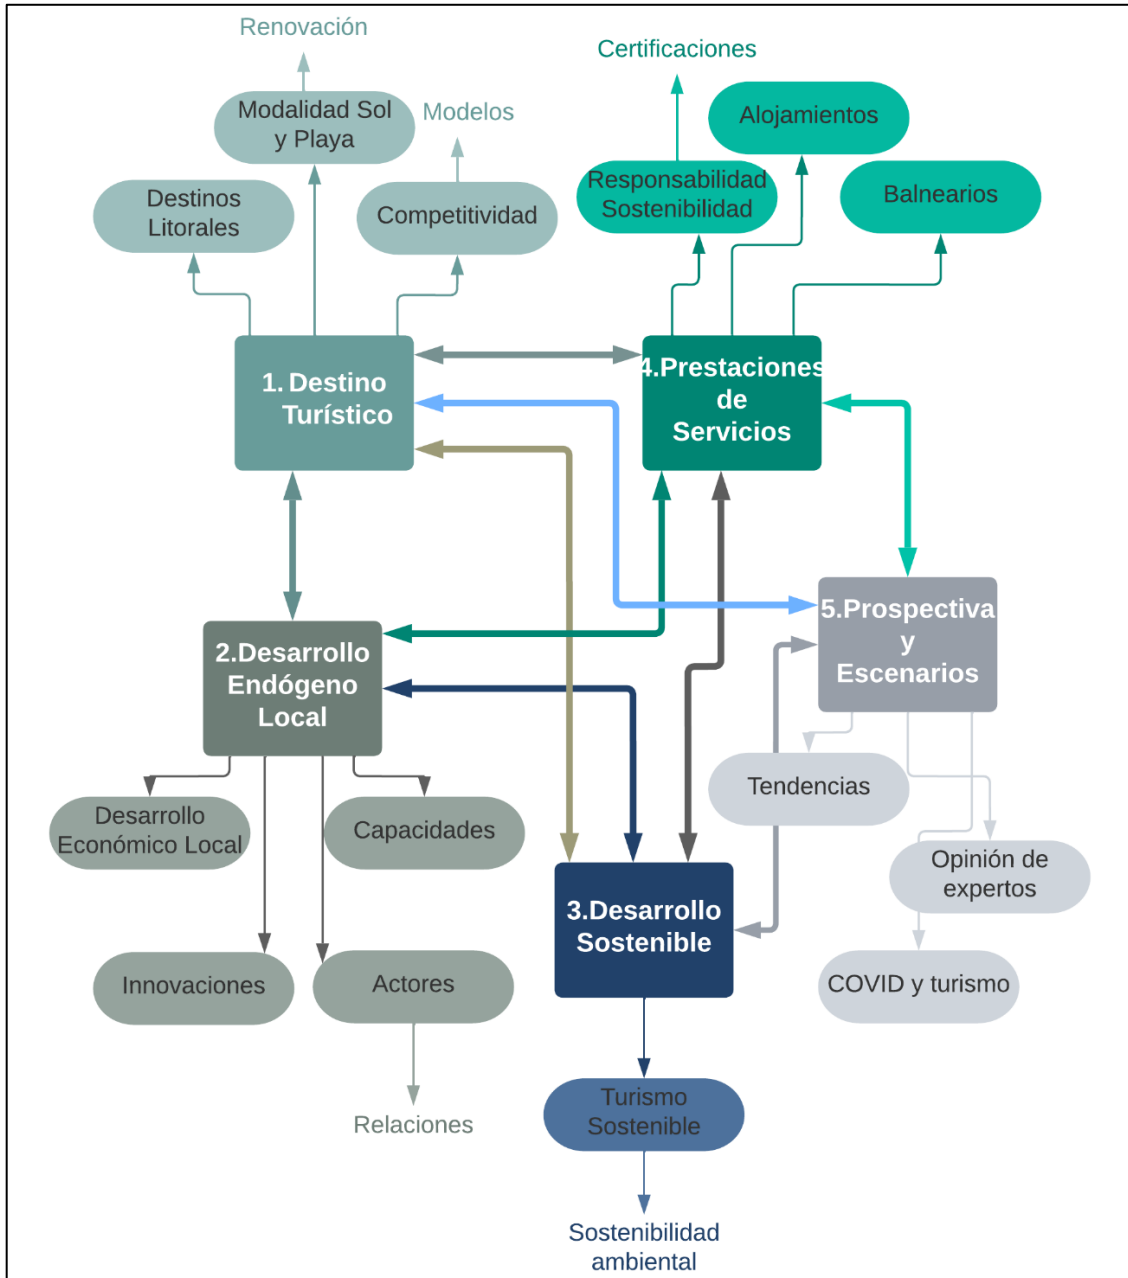 Renovación
Modalidad Sol
y Playa
Modelos
Destinos
Litorales
Competitividad
Certificaciones
Alojamientos
Responsabilidad
Sostenibilidad
Balnearios
1. Destino
Turístico
4.Prestaciones
de
Servicios
2.Desarrollo
Endógeno
Local
5.Prospectiva
y
Escenarios
Desarrollo
Económico Local
Capacidades
Innovaciones
Actores
Relaciones
3.Desarrollo
Sostenible
Tendencias
Opinión de
expertos
COVID y turismo
Turismo
Sostenible
Sostenibilidad
ambiental